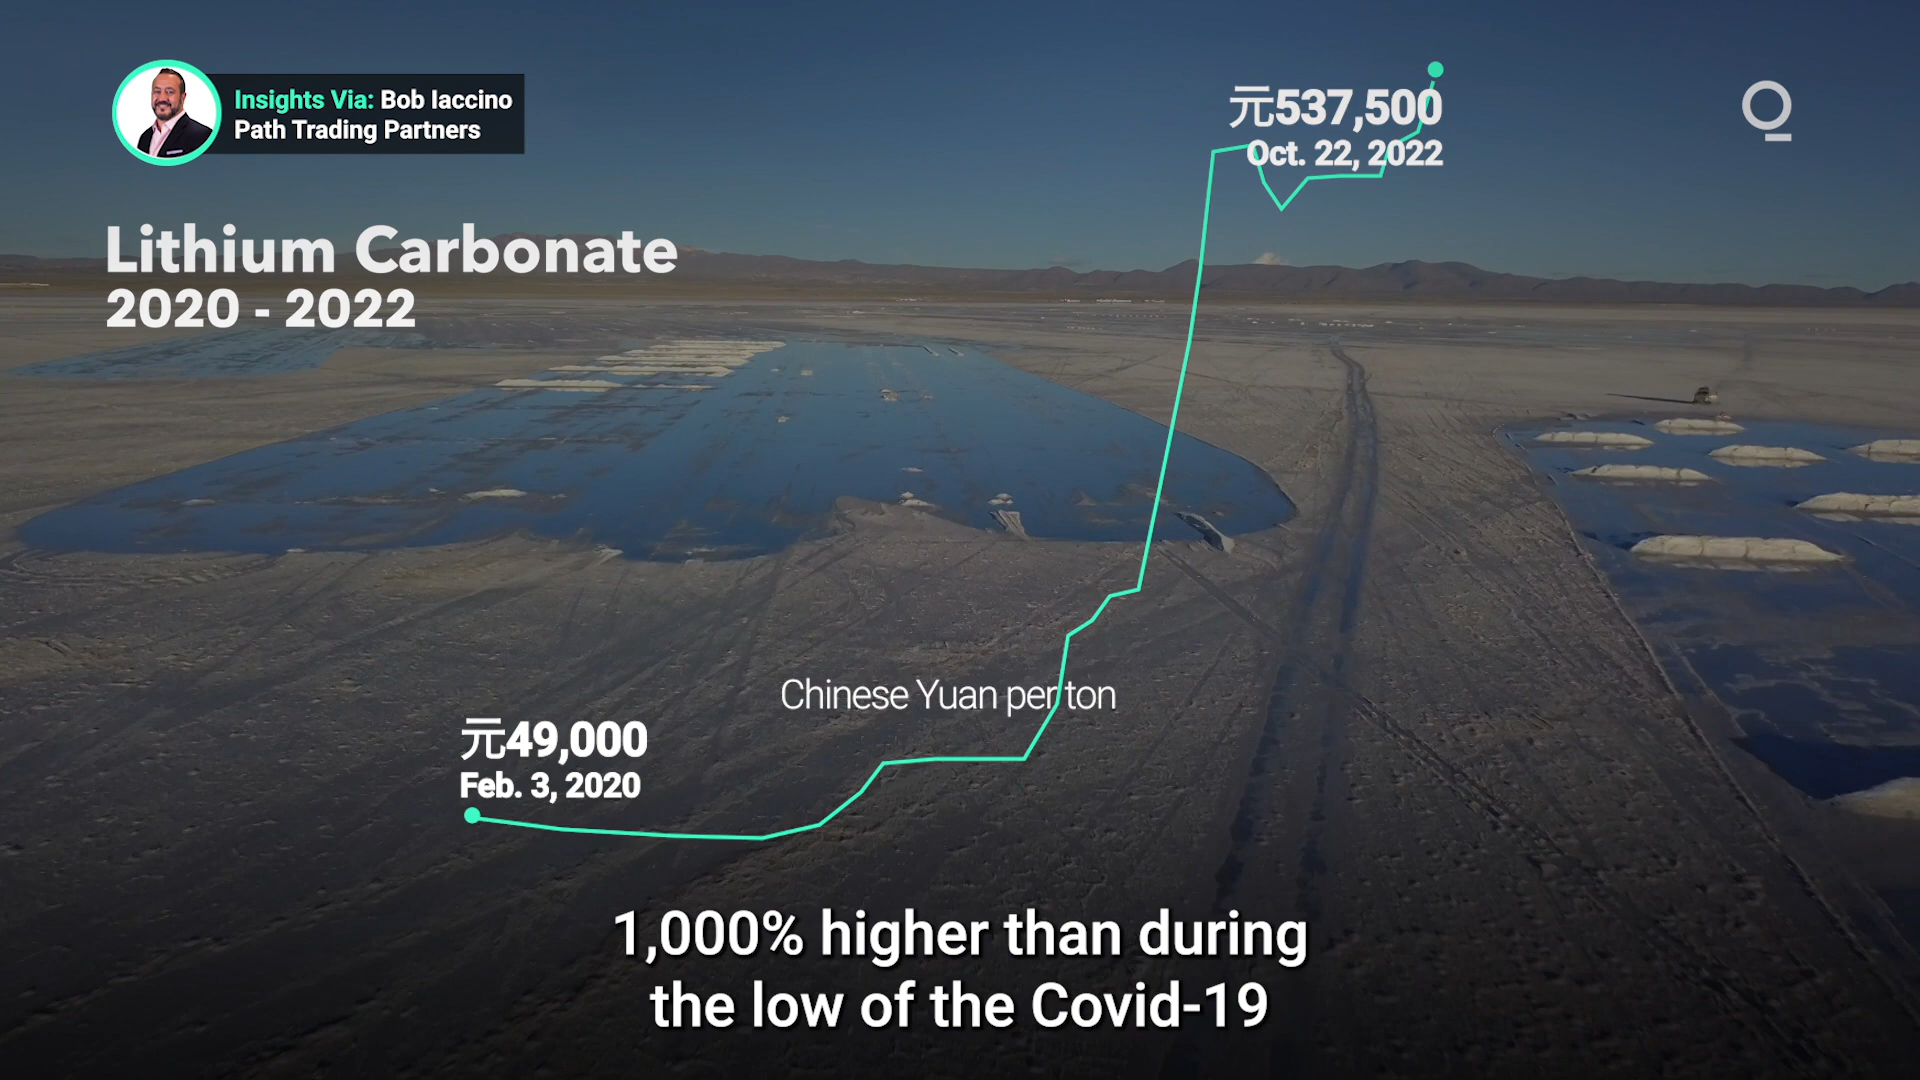 Insights Via: Bob Iaccino
Path Trading Partners
元537,500
Oct. 22, 2022
Lithium Carbonate
2020 - 2022
Chinese Yuan per ton
元49,000
Feb. 3, 2020
1,000% higher than during
the low of the Covid-19